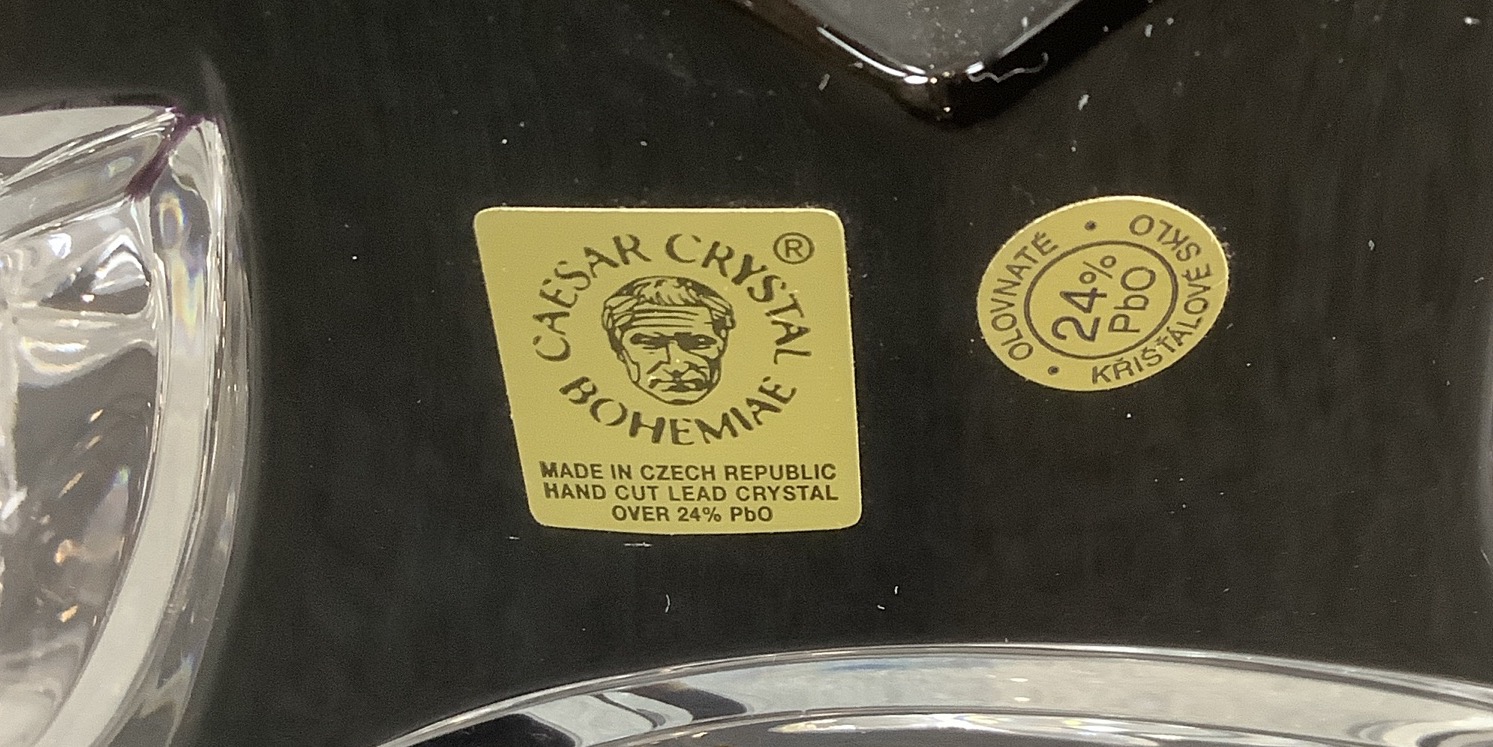 CAESAR CRYSTAL ®
BOHEMIAE
MADE IN CZECH REPUBLIC
HAND CUT LEAD CRYSTAL
OVER 24% PbO
OLOVNATÉ • KŘIŠŤÁLOVÉ SKLO •
24%
PbO